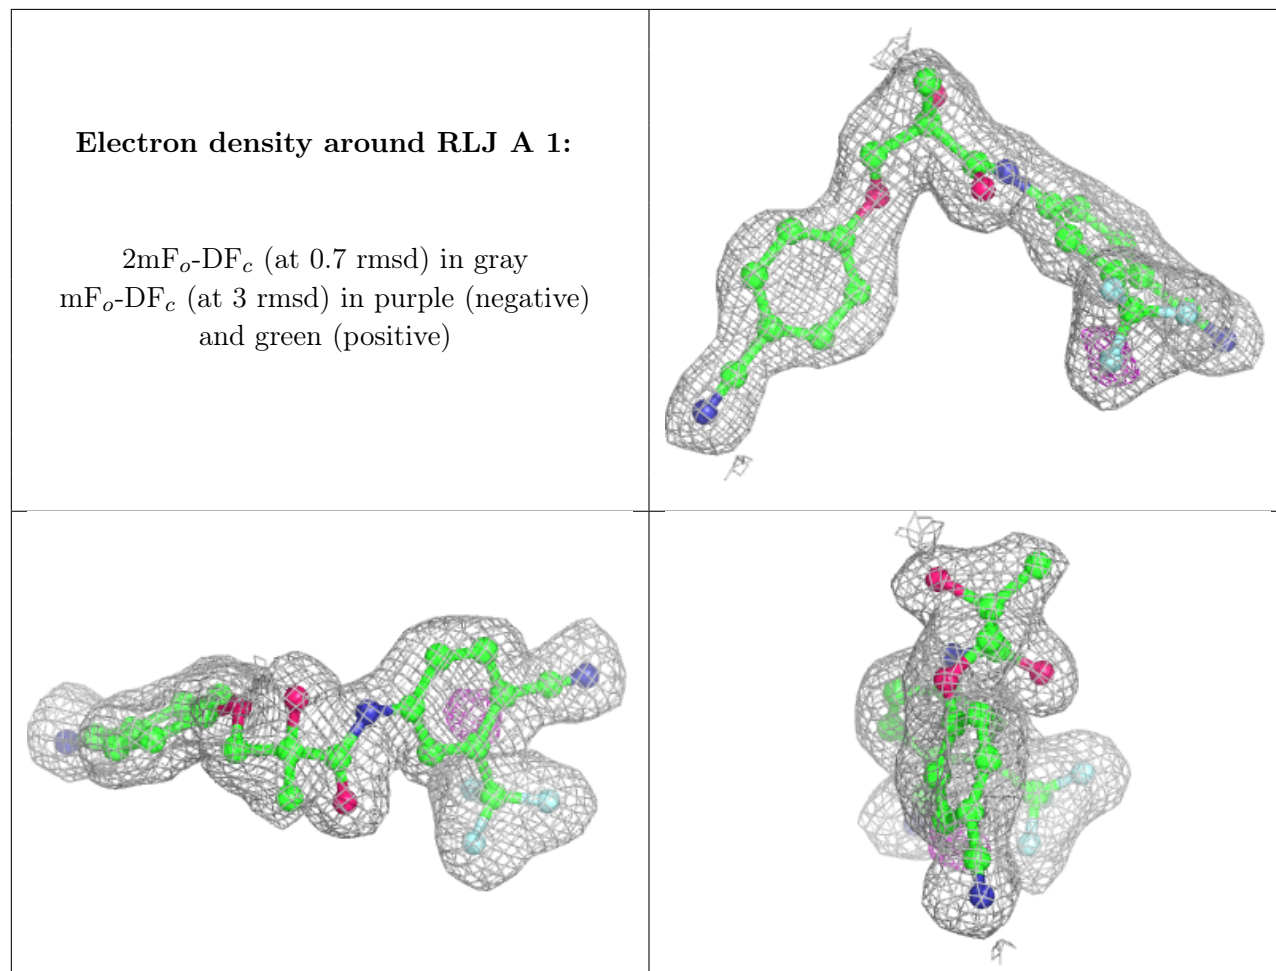 Electron density around RLJ A 1:
2mFo-DFc (at 0.7 rmsd) in gray
mFo-DFc (at 3 rmsd) in purple (negative)
and green (positive)